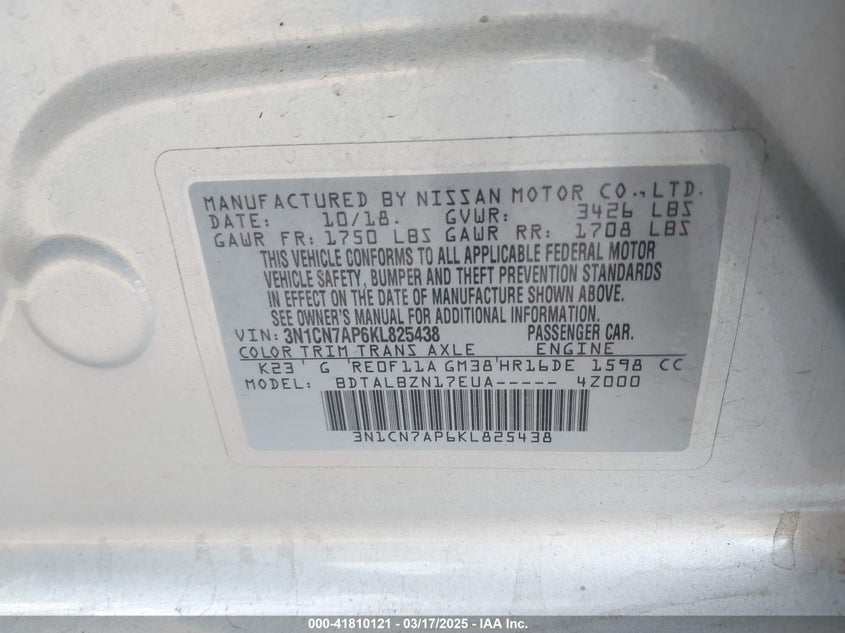 MANUFACTURED BY NISSAN MOTOR CO., LTD.
DATE: 10/18. GVWR: 3426 LBS
GAWR FR: 1750 LBS GAWR RR: 1708 LBS
THIS VEHICLE CONFORMS TO ALL APPLICABLE FEDERAL MOTOR
VEHICLE SAFETY, BUMPER AND THEFT PREVENTION STANDARDS
IN EFFECT ON THE DATE OF MANUFACTURE SHOWN ABOVE.
SEE OWNER'S MANUAL FOR ADDITIONAL INFORMATION.
VIN: 3N1CN7AP6KL825438 PASSENGER CAR.
COLOR TRIM TRANS AXLE ENGINE
K23 G RE0F11A GM38 HR16DE 1598 CC
MODEL: BDTALBZN17EUA----- 4Z000
3N1CN7AP6KL825438
000-41810121 - 03/17/2025 - IAA Inc.